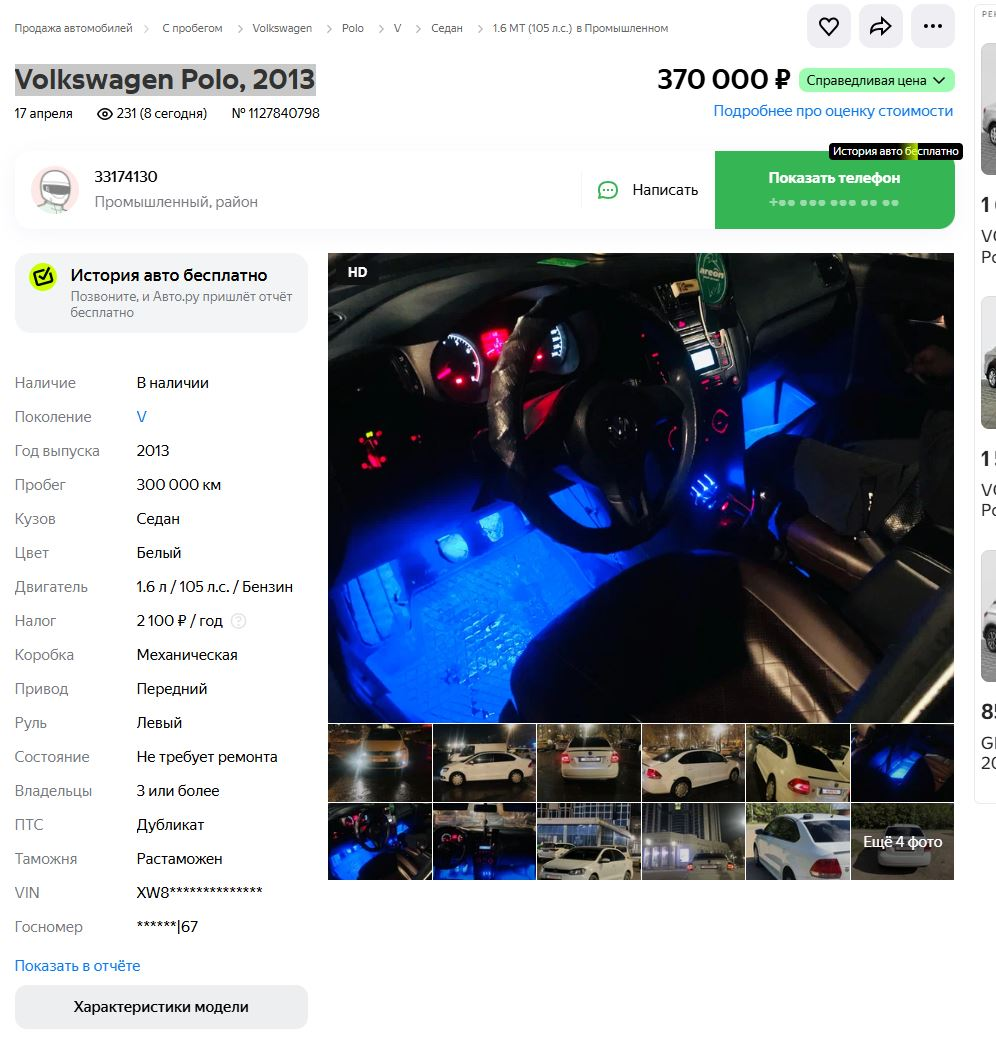 Продажа автомобилей > С пробегом > Volkswagen > Polo > V > Седан > 1.6 MT (105 л.с.) в Промышленном
Volkswagen Polo, 2013
370 000 ₽ Справедливая цена
17 апреля 231 (8 сегодня) № 1127840798
Подробнее про оценку стоимости
История авто бесплатно
33174130
Промышленный, район
Написать
Показать телефон
+•• ••• ••• •• ••
История авто бесплатно
Позвоните, и Авто.ру пришлёт отчёт
бесплатно
HD
areon
Наличие В наличии
Поколение V
Год выпуска 2013
Пробег 300 000 км
Кузов Седан
Цвет Белый
Двигатель 1.6 л / 105 л.с. / Бензин
Налог 2 100 ₽ / год ?
Коробка Механическая
Привод Передний
Руль Левый
Состояние Не требует ремонта
Владельцы 3 или более
ПТС Дубликат
Таможня Растаможен
VIN XW8**************
Госномер ******|67
Ещё 4 фото
Показать в отчёте
Характеристики модели